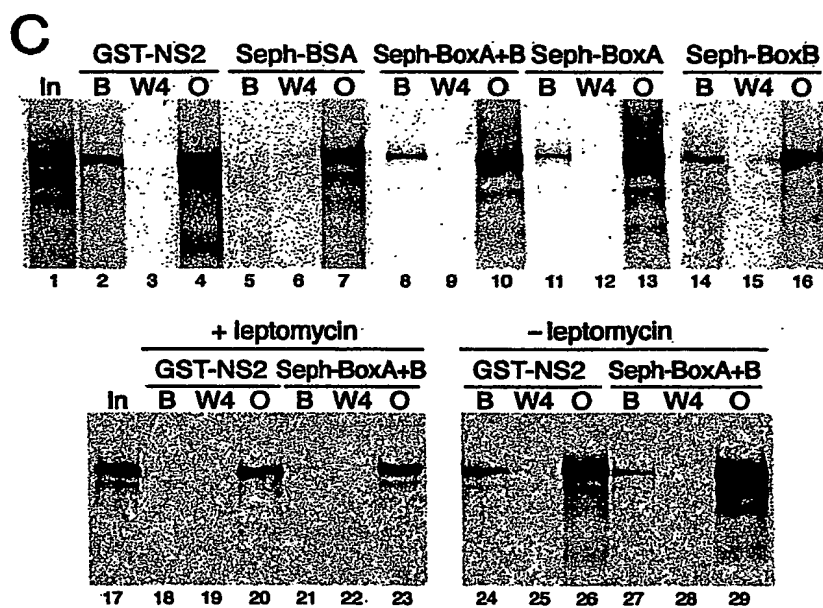 C
GST-NS2 Seph-BSA Seph-BoxA+B Seph-BoxA Seph-BoxB
In B W4 O B W4 O B W4 O B W4 O B W4 O
1 2 3 4 5 6 7 8 9 10 11 12 13 14 15 16
+ leptomycin – leptomycin
GST-NS2 Seph-BoxA+B GST-NS2 Seph-BoxA+B
In B W4 O B W4 O B W4 O B W4 O
17 18 19 20 21 22 23 24 25 26 27 28 29